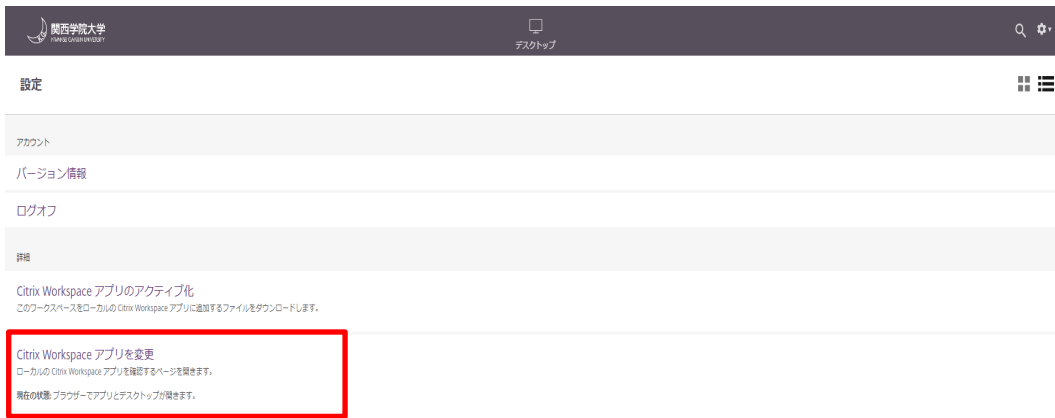 関西学院大学
KWANSEI GAKUIN UNIVERSITY
デスクトップ
設定
アカウント
バージョン情報
ログオフ
詳細
Citrix Workspace アプリのアクティブ化
このワークスペースをローカルの Citrix Workspace アプリに追加するファイルをダウンロードします。
Citrix Workspace アプリを変更
ローカルの Citrix Workspace アプリを確認するページを開きます。
現在の状態: ブラウザーでアプリとデスクトップが開きます。